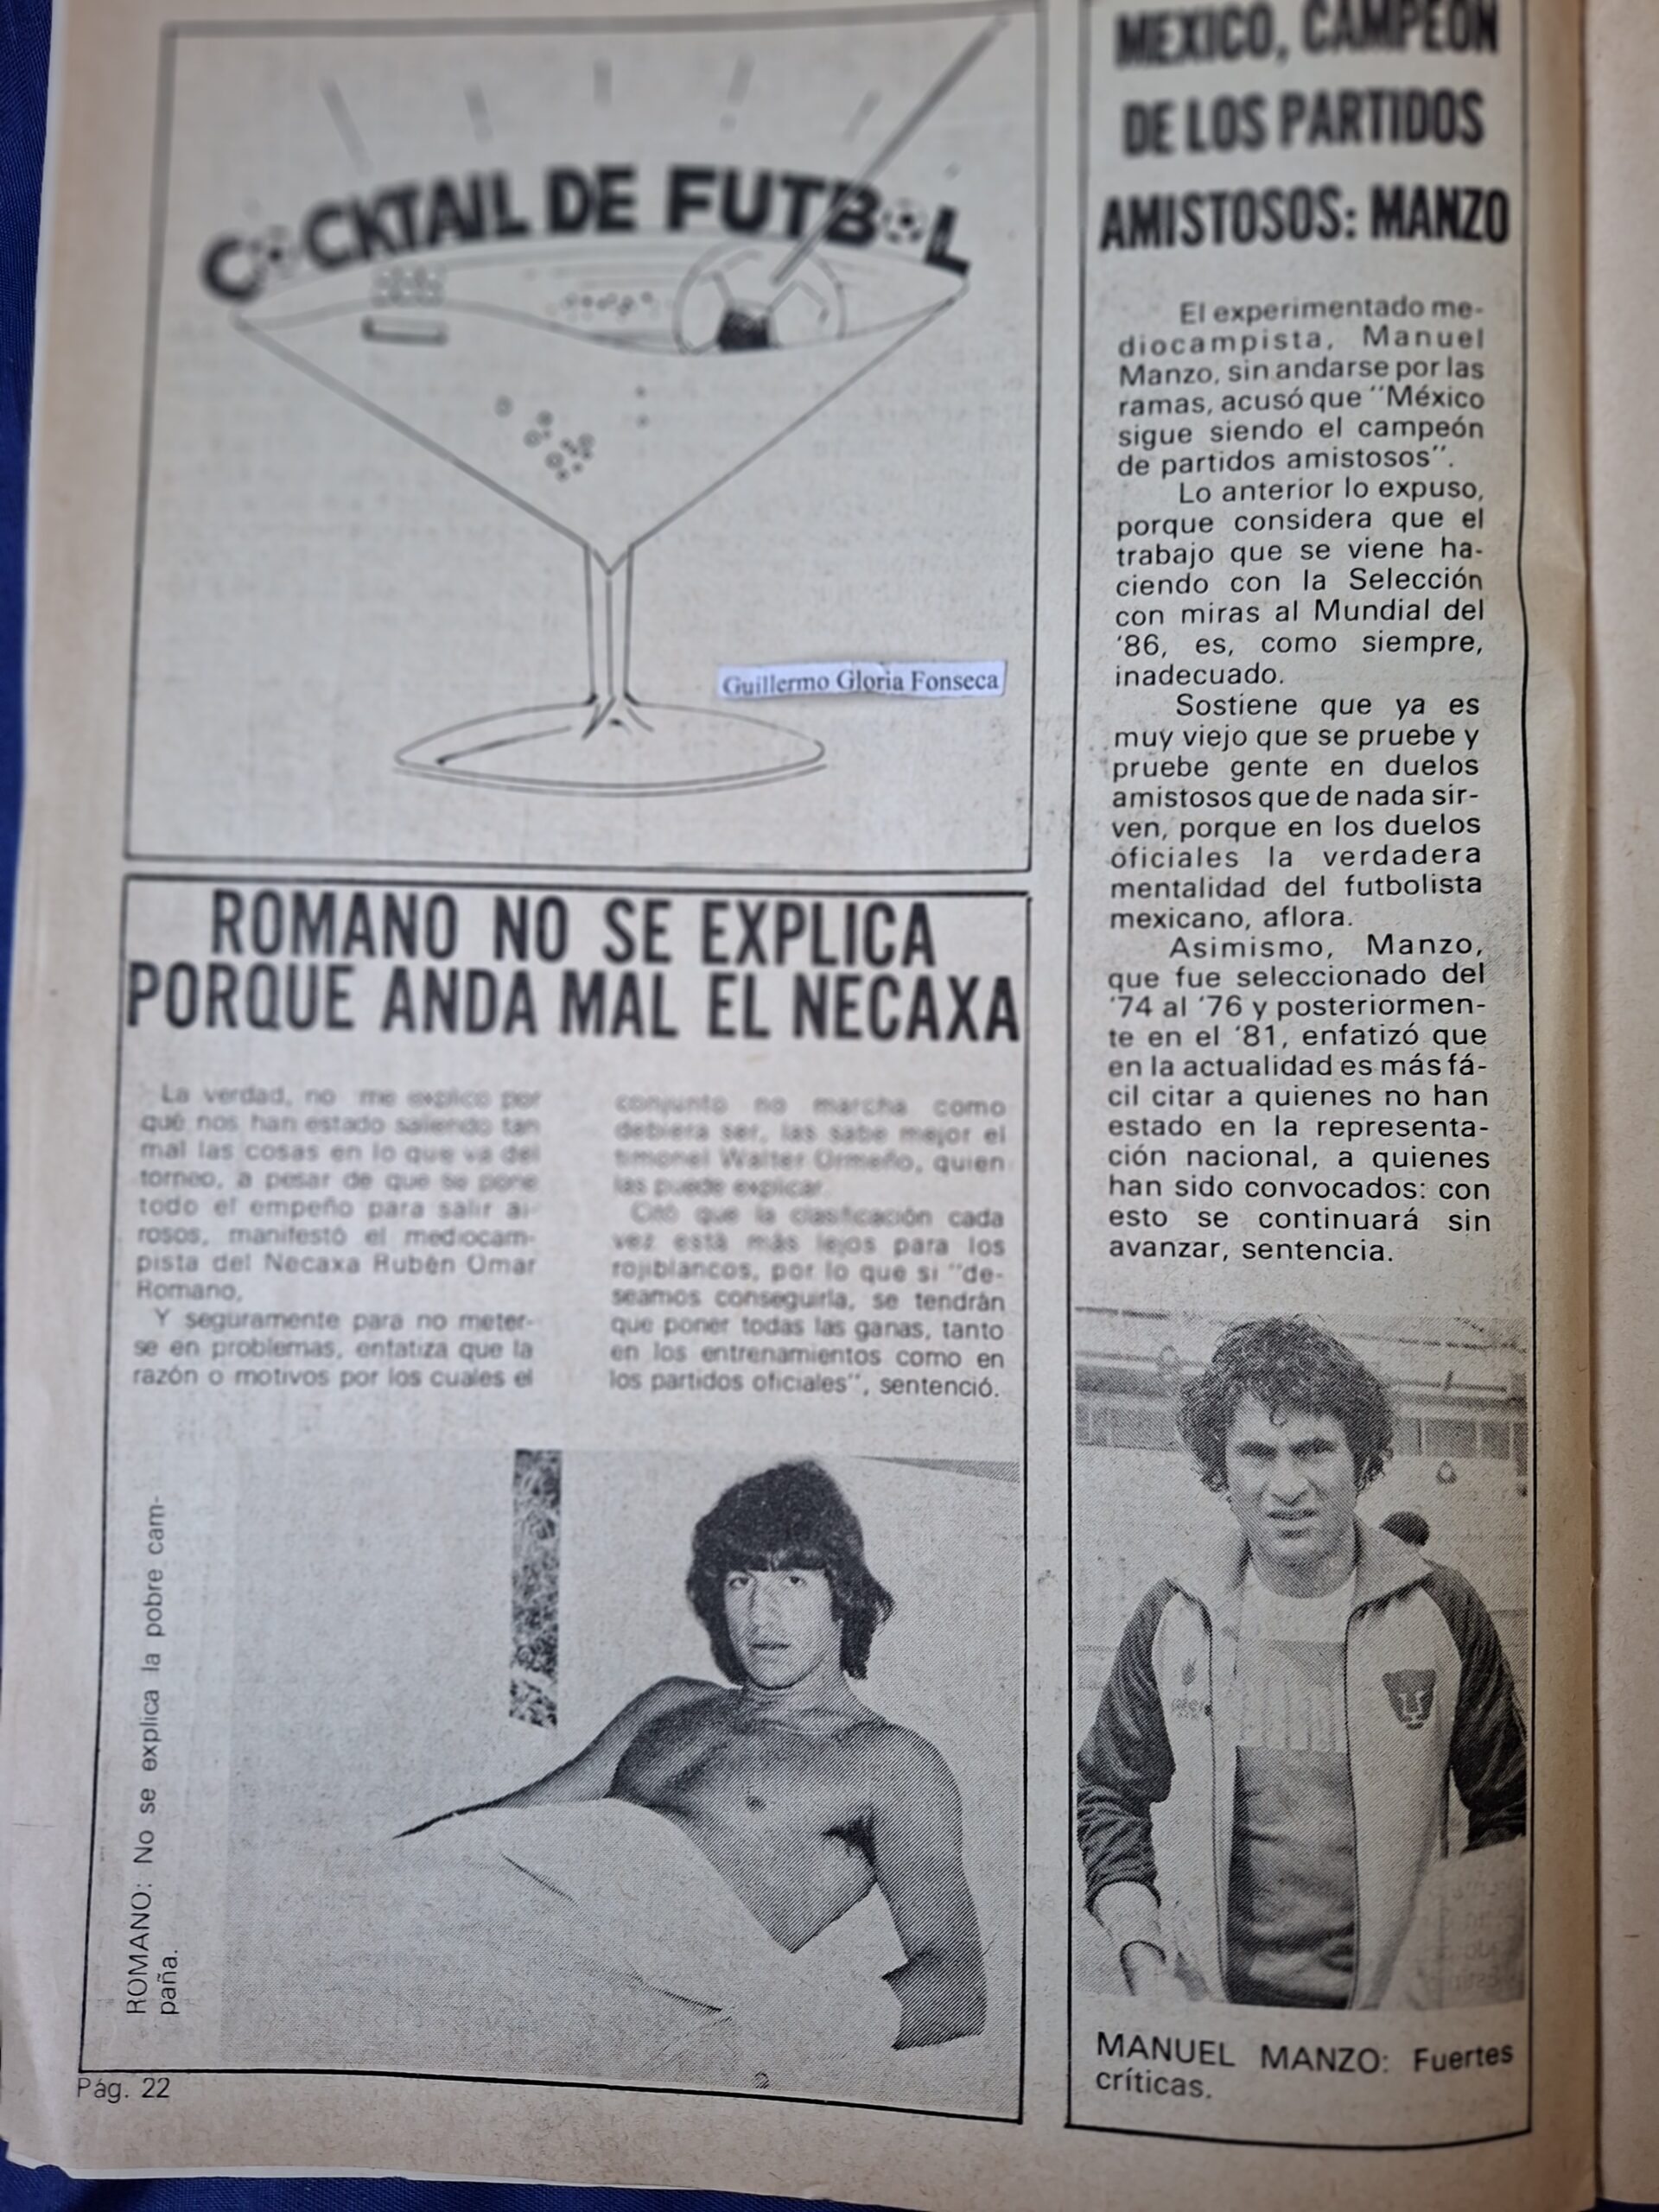 COCKTAIL DE FUTBOL
Guillermo Gloria Fonseca
ROMANO NO SE EXPLICA
PORQUE ANDA MAL EL NECAXA
La verdad, no me explico por
qué nos han estado saliendo tan
mal las cosas en lo que va del
torneo, a pesar de que se pone
todo el empeño para salir ai-
rosos, manifestó el mediocam-
pista del Necaxa Rubén Omar
Romano.
Y seguramente para no meter-
se en problemas, enfatiza que la
razón o motivos por los cuales el
conjunto no marcha como
debiera ser, las sabe mejor el
timonel Walter Ormeño, quien
las puede explicar.
Citó que la clasificación cada
vez está más lejos para los
rojiblancos, por lo que si "de-
seamos conseguirla, se tendrán
que poner todas las ganas, tanto
en los entrenamientos como en
los partidos oficiales", sentenció.
ROMANO: No se explica la pobre cam-
paña.
Pág. 22
MEXICO, CAMPEON
DE LOS PARTIDOS
AMISTOSOS: MANZO
El experimentado me-
diocampista, Manuel
Manzo, sin andarse por las
ramas, acusó que "México
sigue siendo el campeón
de partidos amistosos".
Lo anterior lo expuso,
porque considera que el
trabajo que se viene ha-
ciendo con la Selección
con miras al Mundial del
'86, es, como siempre,
inadecuado.
Sostiene que ya es
muy viejo que se pruebe y
pruebe gente en duelos
amistosos que de nada sir-
ven, porque en los duelos
oficiales la verdadera
mentalidad del futbolista
mexicano, aflora.
Asimismo, Manzo,
que fue seleccionado del
'74 al '76 y posteriormen-
te en el '81, enfatizó que
en la actualidad es más fá-
cil citar a quienes no han
estado en la representa-
ción nacional, a quienes
han sido convocados: con
esto se continuará sin
avanzar, sentencia.
MANUEL MANZO: Fuertes
críticas.